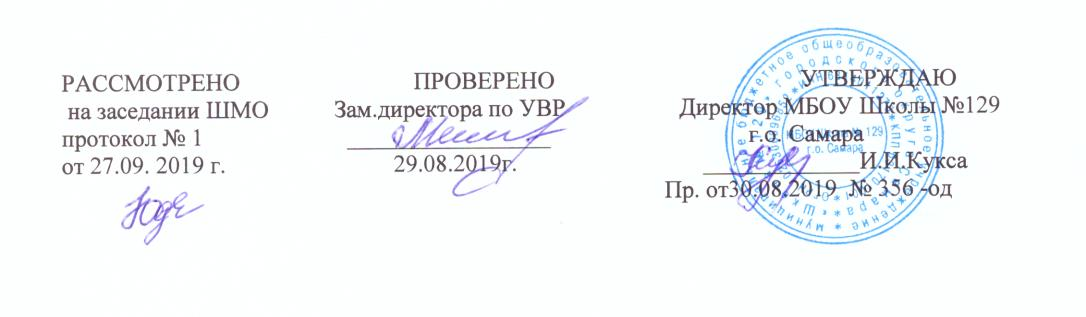 РАССМОТРЕНО
на заседании ШМО
протокол № 1
от 27.09. 2019 г.
ПРОВЕРЕНО
Зам.директора по УВР
29.08.2019г.
УТВЕРЖДАЮ
Директор МБОУ Школы №129
г.о. Самара
И.И.Кукса
Пр. от30.08.2019 № 356 -од
г.о. Самара